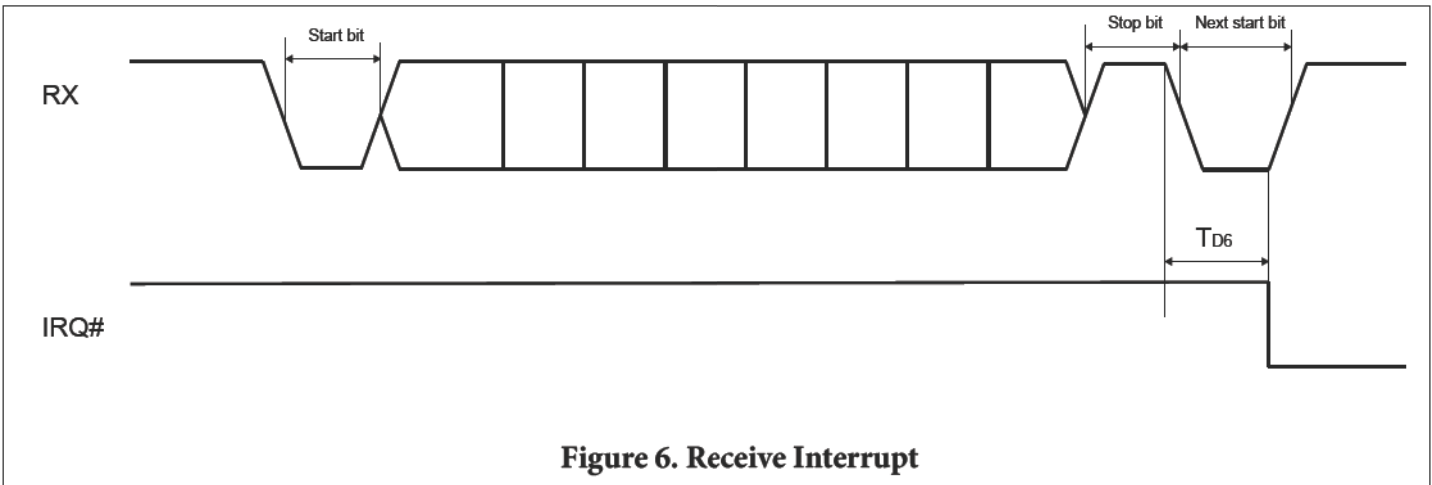 Start bit
Stop bit
Next start bit
RX
TD6
IRQ#
Figure 6. Receive Interrupt